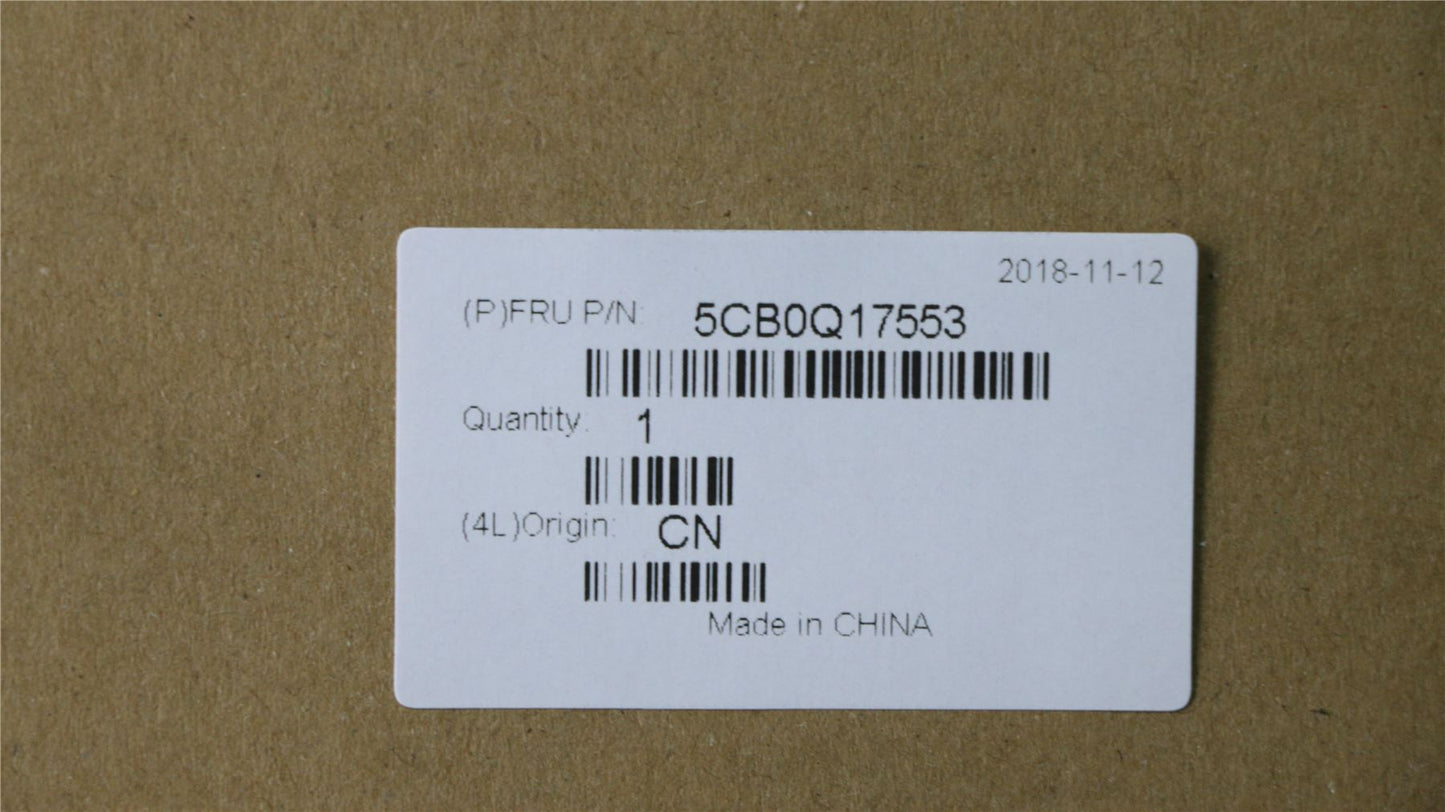 2018-11-12
(P)FRU P/N: 5CB0Q17553
Quantity: 1
(4L)Origin: CN
Made in CHINA